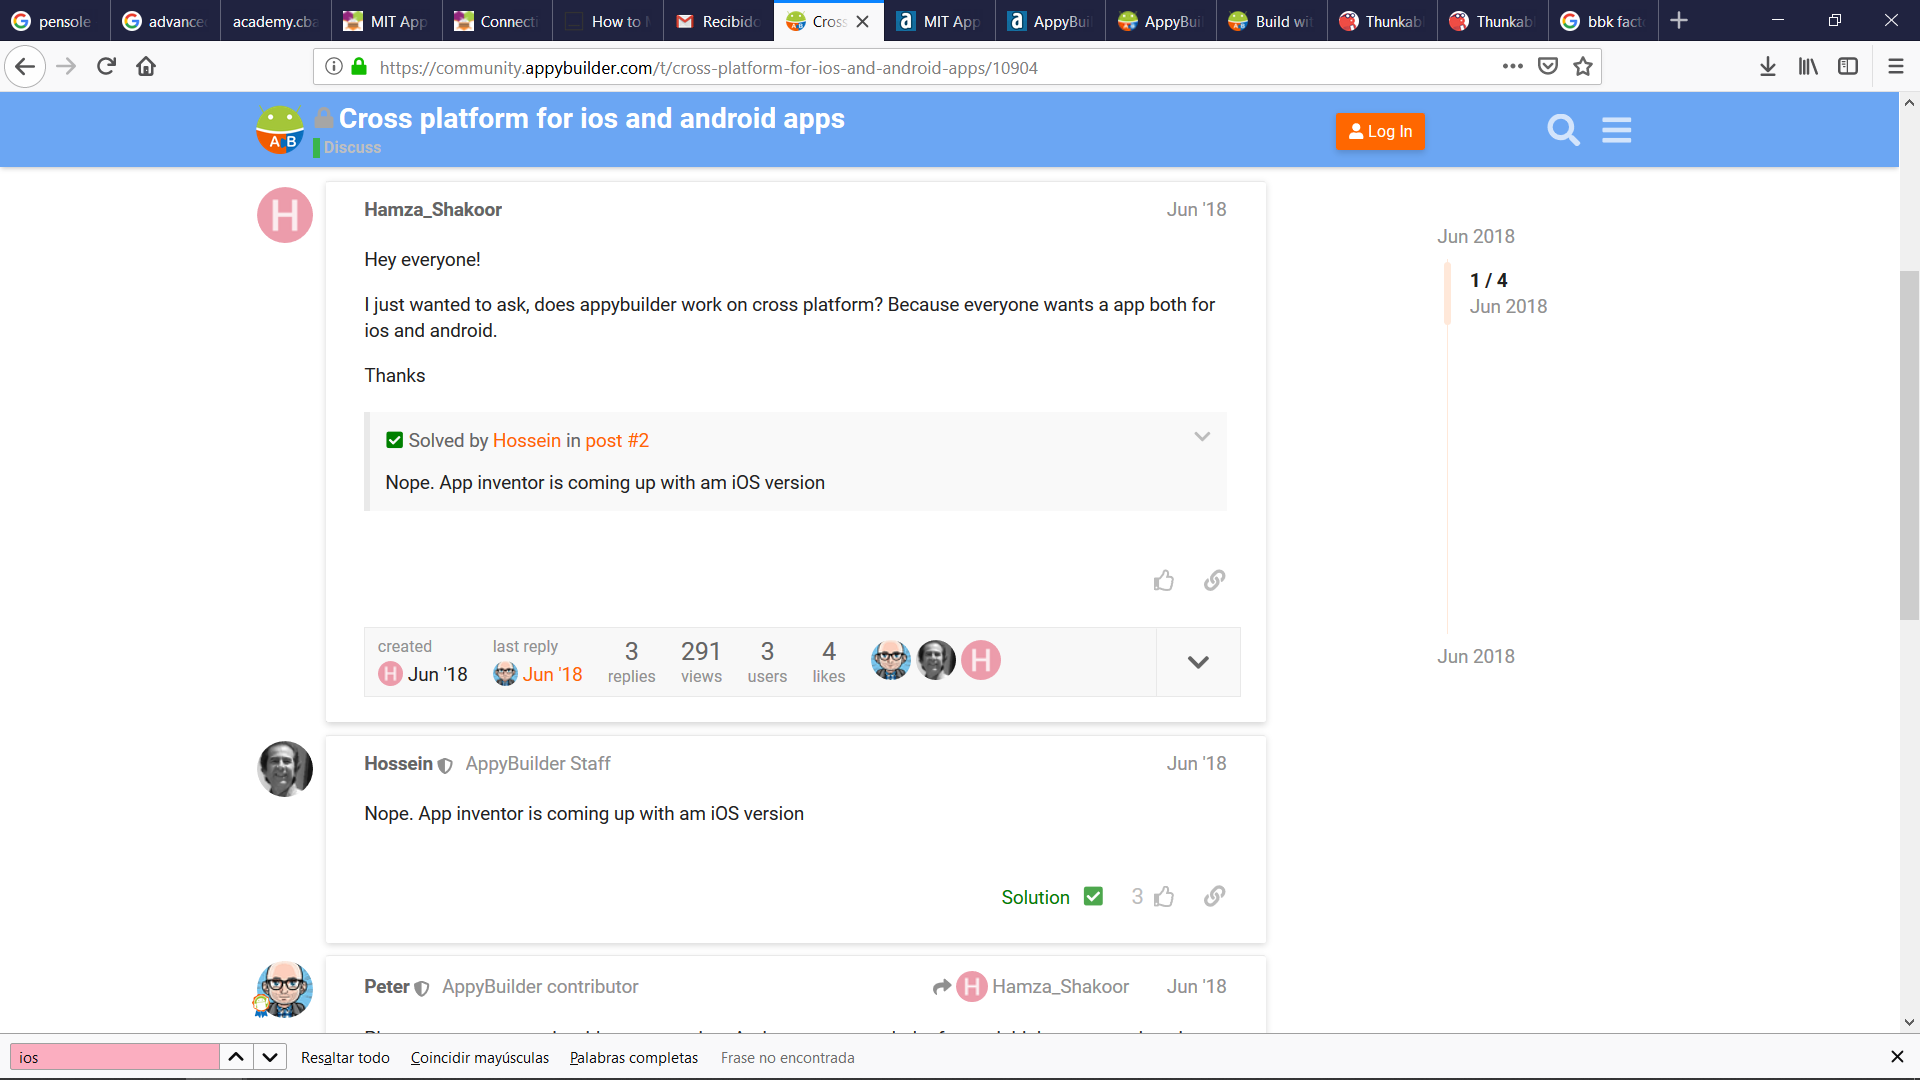 pensole
advance
academy.cba
MIT App
Connecti
How to
Recibido
Cross
MIT App
AppyBui
AppyBui
Build wit
Thunkab
Thunkab
bbk fact
https://community.appybuilder.com/t/cross-platform-for-ios-and-android-apps/10904
Cross platform for ios and android apps
Discuss
Log In
Hamza_Shakoor
Jun '18
Hey everyone!
I just wanted to ask, does appybuilder work on cross platform? Because everyone wants a app both for
ios and android.
Thanks
Solved by Hossein in post #2
Nope. App inventor is coming up with am iOS version
created
H Jun '18
last reply
Jun '18
3
replies
291
views
3
users
4
likes
H
Jun 2018
1 / 4
Jun 2018
Jun 2018
H
Hossein AppyBuilder Staff
Jun '18
Nope. App inventor is coming up with am iOS version
Solution 3
Peter AppyBuilder contributor
H Hamza_Shakoor
Jun '18
ios
Resaltar todo
Coincidir mayúsculas
Palabras completas
Frase no encontrada